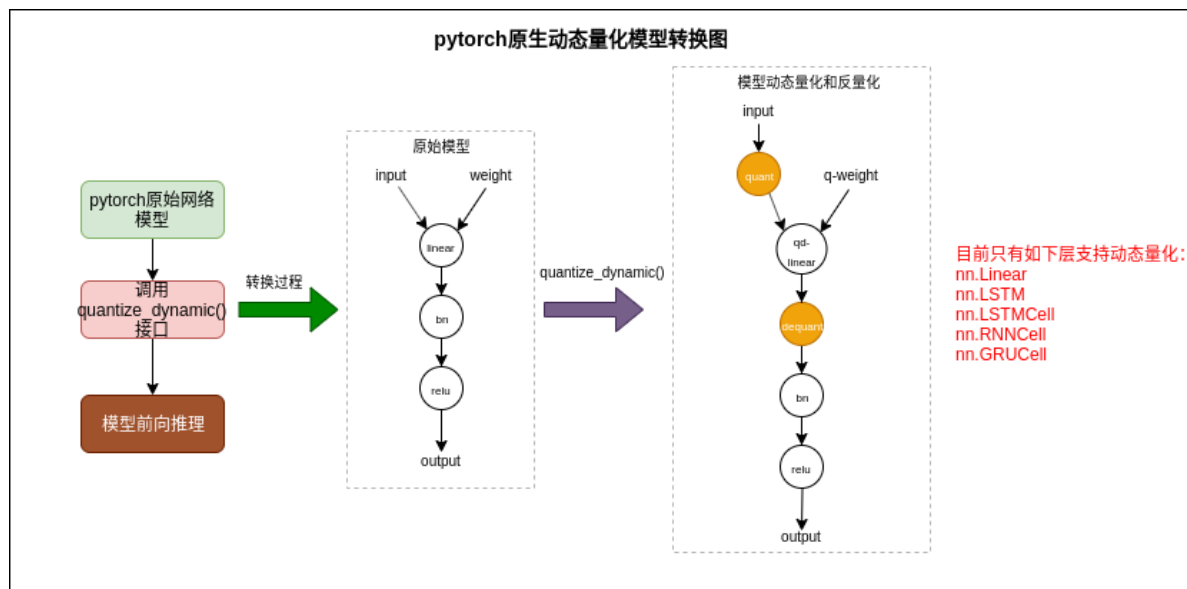 pytorch原生动态量化模型转换图
pytorch原始网络
模型
调用
quantize_dynamic()
接口
模型前向推理
转换过程
原始模型
input
weight
linear
bn
relu
output
quantize_dynamic()
模型动态量化和反量化
input
quant
q-weight
qd-
linear
dequant
bn
relu
output
目前只有如下层支持动态量化：
nn.Linear
nn.LSTM
nn.LSTMCell
nn.RNNCell
nn.GRUCell